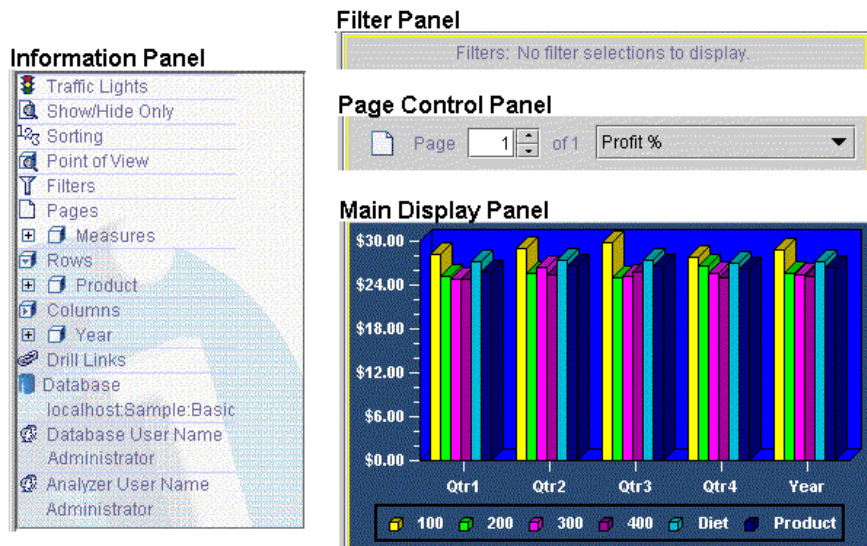 Information Panel
Traffic Lights
Show/Hide Only
123 Sorting
Point of View
Filters
Pages
Measures
Rows
Product
Columns
Year
Drill Links
Database
localhost:Sample:Basic
Database User Name
Administrator
Analyzer User Name
Administrator
Filter Panel
Filters: No filter selections to display.
Page Control Panel
Page 1 of 1 Profit %
Main Display Panel
$30.00
$24.00
$18.00
$12.00
$6.00
$0.00
Qtr1 Qtr2 Qtr3 Qtr4 Year
100 200 300 400 Diet Product